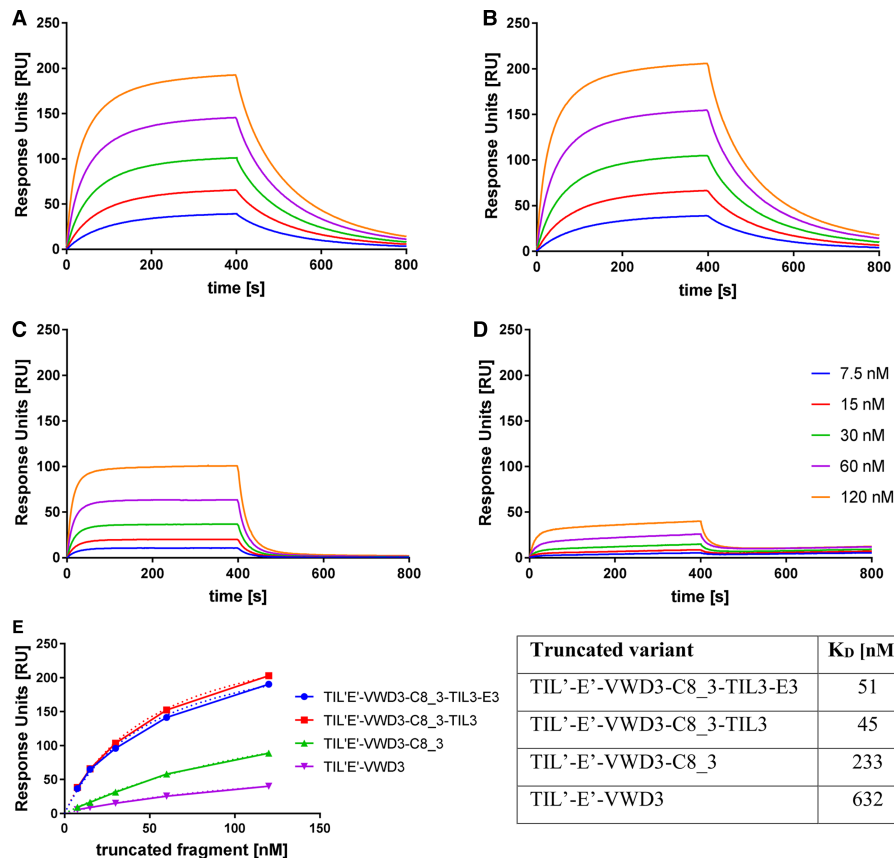 A
Response Units [RU]
250
200
150
100
50
0
0 200 400 600 800
time [s]
B
Response Units [RU]
250
200
150
100
50
0
0 200 400 600 800
time [s]
C
Response Units [RU]
250
200
150
100
50
0
0 200 400 600 800
time [s]
D
Response Units [RU]
250
200
150
100
50
0
0 200 400 600 800
time [s]
7.5 nM
15 nM
30 nM
60 nM
120 nM
E
Response Units [RU]
250
200
150
100
50
0
0 50 100 150
truncated fragment [nM]
TIL'E'-VWD3-C8_3-TIL3-E3
TIL'E'-VWD3-C8_3-TIL3
TIL'E'-VWD3-C8_3
TIL'E'-VWD3
Truncated variant KD [nM]
TIL’-E’-VWD3-C8_3-TIL3-E3 51
TIL’-E’-VWD3-C8_3-TIL3 45
TIL’-E’-VWD3-C8_3 233
TIL’-E’-VWD3 632